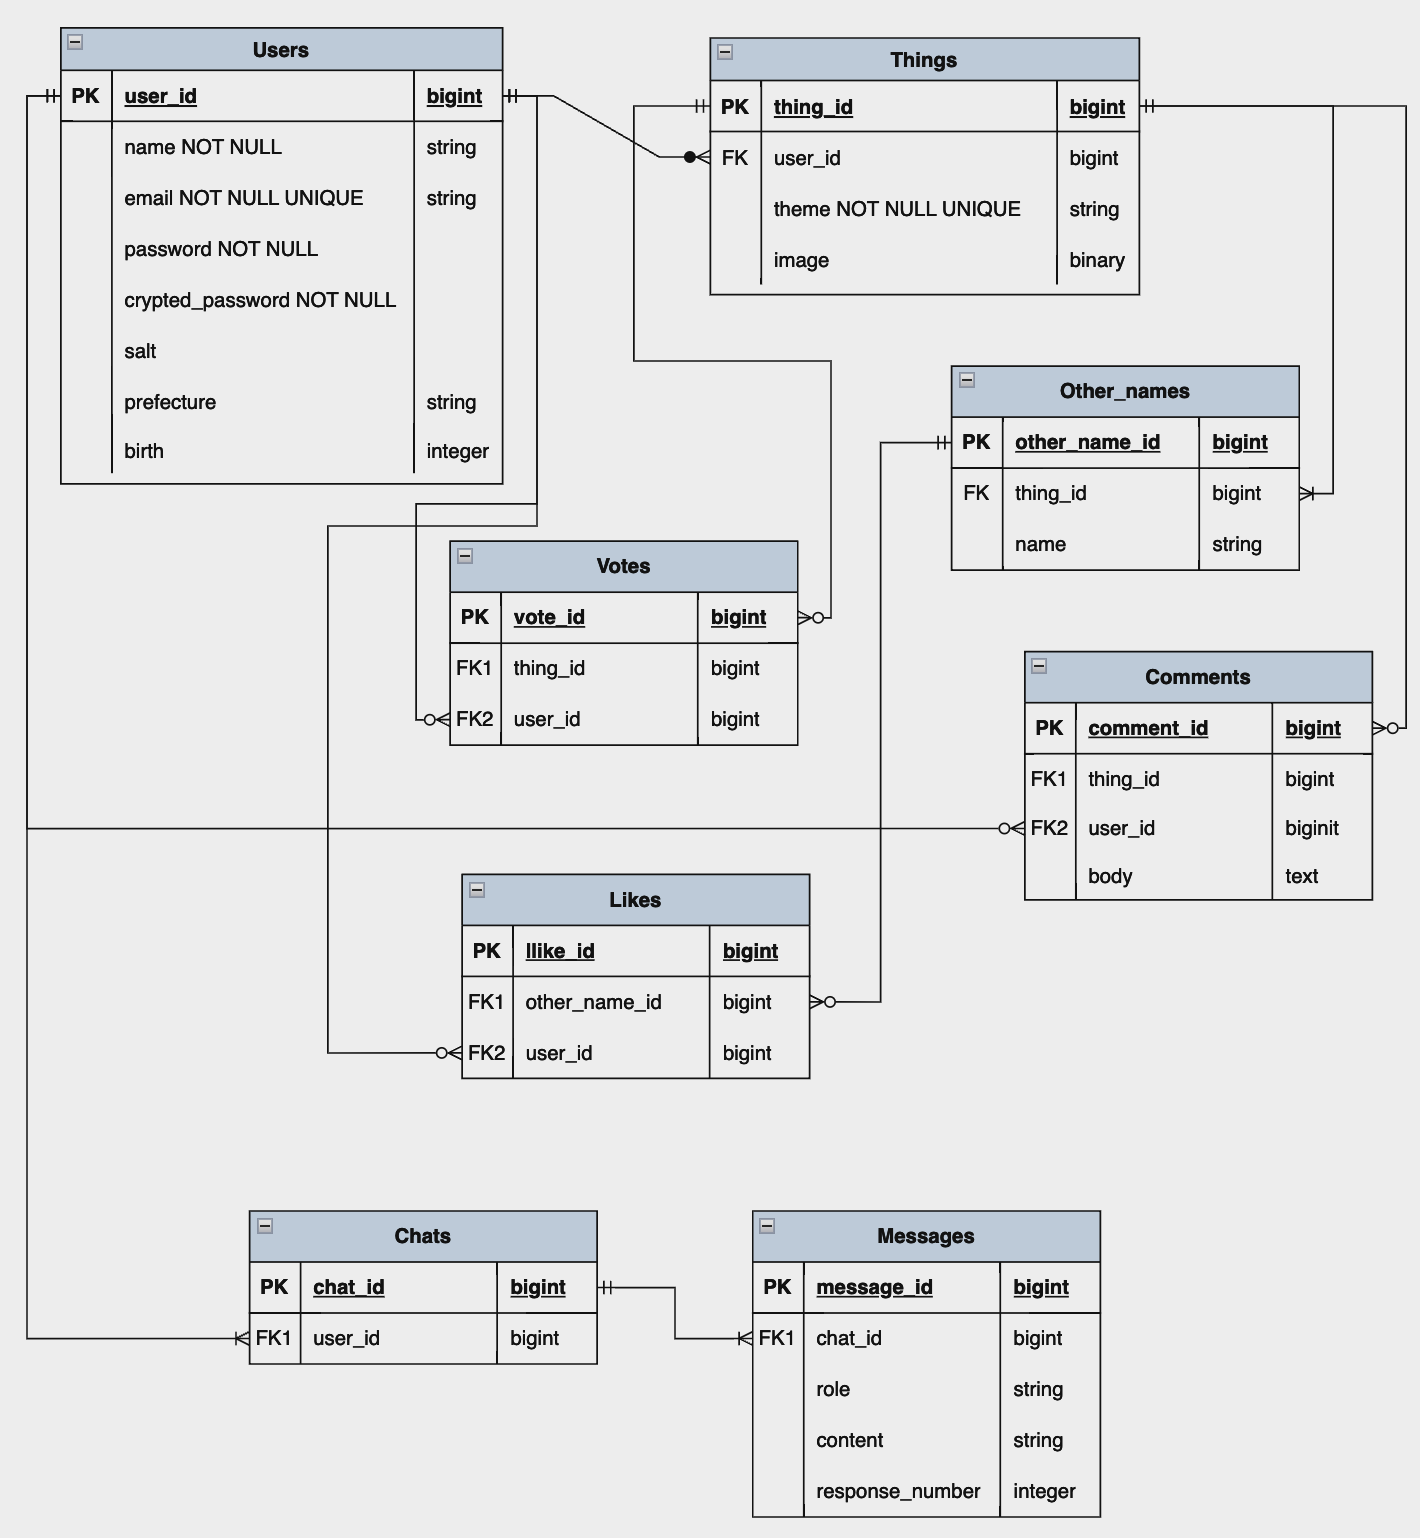 Users
PK user_id bigint
name NOT NULL string
email NOT NULL UNIQUE string
password NOT NULL
crypted_password NOT NULL
salt
prefecture string
birth integer
Things
PK thing_id bigint
FK user_id bigint
theme NOT NULL UNIQUE string
image binary
Other_names
PK other_name_id bigint
FK thing_id bigint
name string
Votes
PK vote_id bigint
FK1 thing_id bigint
FK2 user_id bigint
Comments
PK comment_id bigint
FK1 thing_id bigint
FK2 user_id biginit
body text
Likes
PK llike_id bigint
FK1 other_name_id bigint
FK2 user_id bigint
Chats
PK chat_id bigint
FK1 user_id bigint
Messages
PK message_id bigint
FK1 chat_id bigint
role string
content string
response_number integer